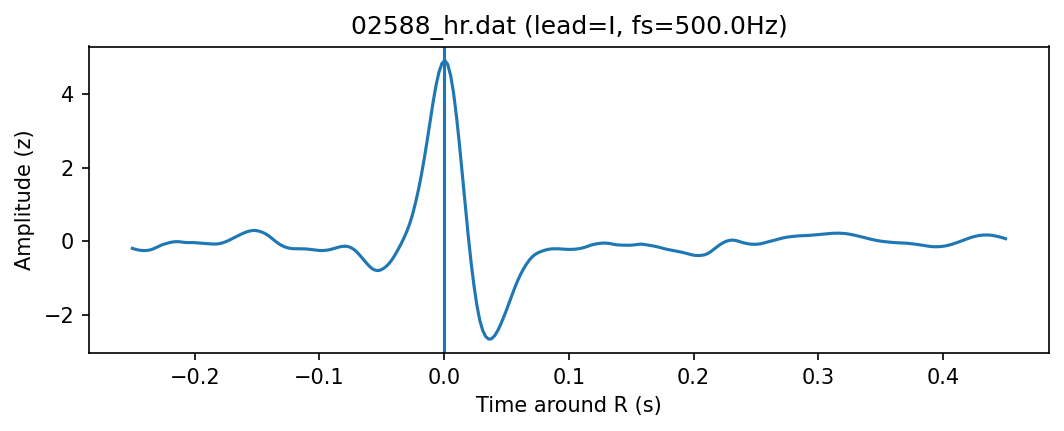 02588_hr.dat (lead=I, fs=500.0Hz)
Amplitude (z)
4
2
0
−2
−0.2 −0.1 0.0 0.1 0.2 0.3 0.4
Time around R (s)